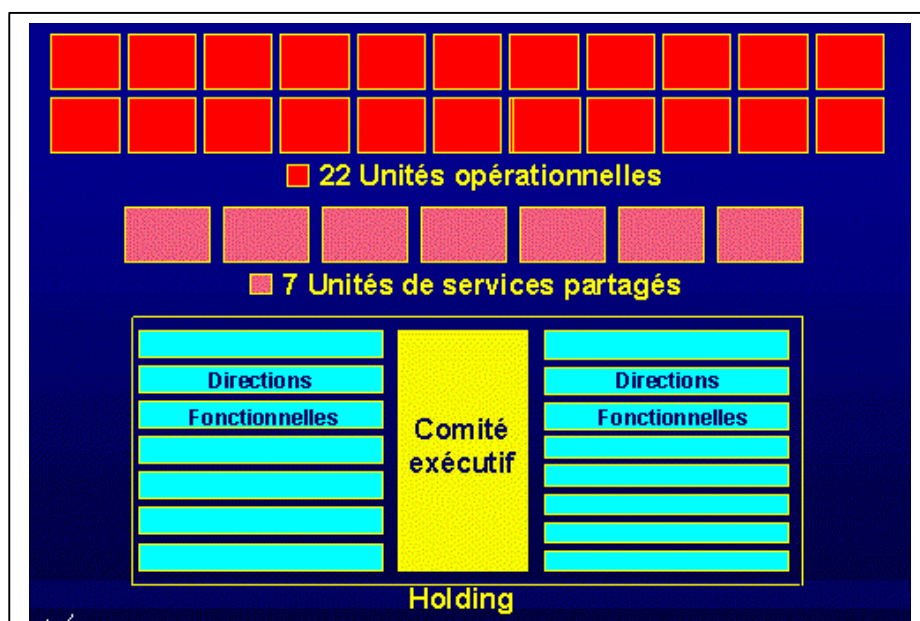 22 Unités opérationnelles
7 Unités de services partagés
Directions
Fonctionnelles
Comité
exécutif
Directions
Fonctionnelles
Holding